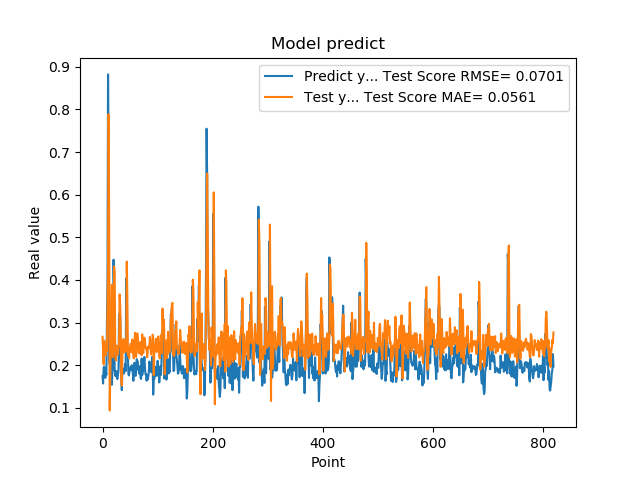 Model predict
Predict y... Test Score RMSE= 0.0701
Test y... Test Score MAE= 0.0561
Real value
0.9
0.8
0.7
0.6
0.5
0.4
0.3
0.2
0.1
0
200
400
600
800
Point